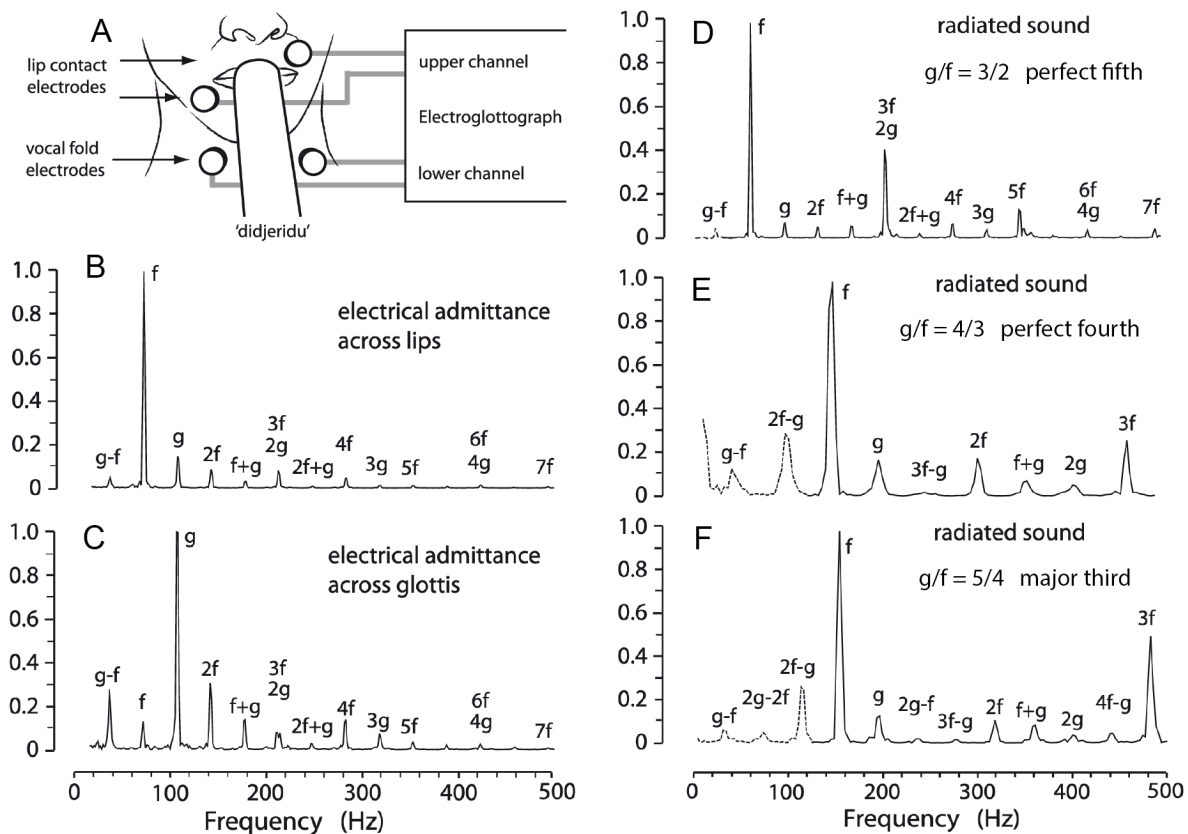 A
lip contact
electrodes
vocal fold
electrodes
upper channel
Electroglottograph
lower channel
'didjeridu'
B
electrical admittance
across lips
1.0
0.8
0.6
0.4
0.2
0
g-f
f
g
2f
f+g
3f
2g
2f+g
4f
3g
5f
6f
4g
7f
C
electrical admittance
across glottis
1.0
0.8
0.6
0.4
0.2
0
g-f
f
g
2f
f+g
3f
2g
2f+g
4f
3g
5f
6f
4g
7f
0 100 200 300 400 500
Frequency (Hz)
D
radiated sound
g/f = 3/2 perfect fifth
1.0
0.8
0.6
0.4
0.2
0
g-f
f
g
2f
f+g
3f
2g
2f+g
4f
3g
5f
6f
4g
7f
E
radiated sound
g/f = 4/3 perfect fourth
1.0
0.8
0.6
0.4
0.2
0
g-f
2f-g
f
g
3f-g
2f
f+g
2g
3f
F
radiated sound
g/f = 5/4 major third
1.0
0.8
0.6
0.4
0.2
0
g-f
2g-2f
2f-g
f
g
2g-f
3f-g
2f
f+g
2g
4f-g
3f
0 100 200 300 400 500
Frequency (Hz)